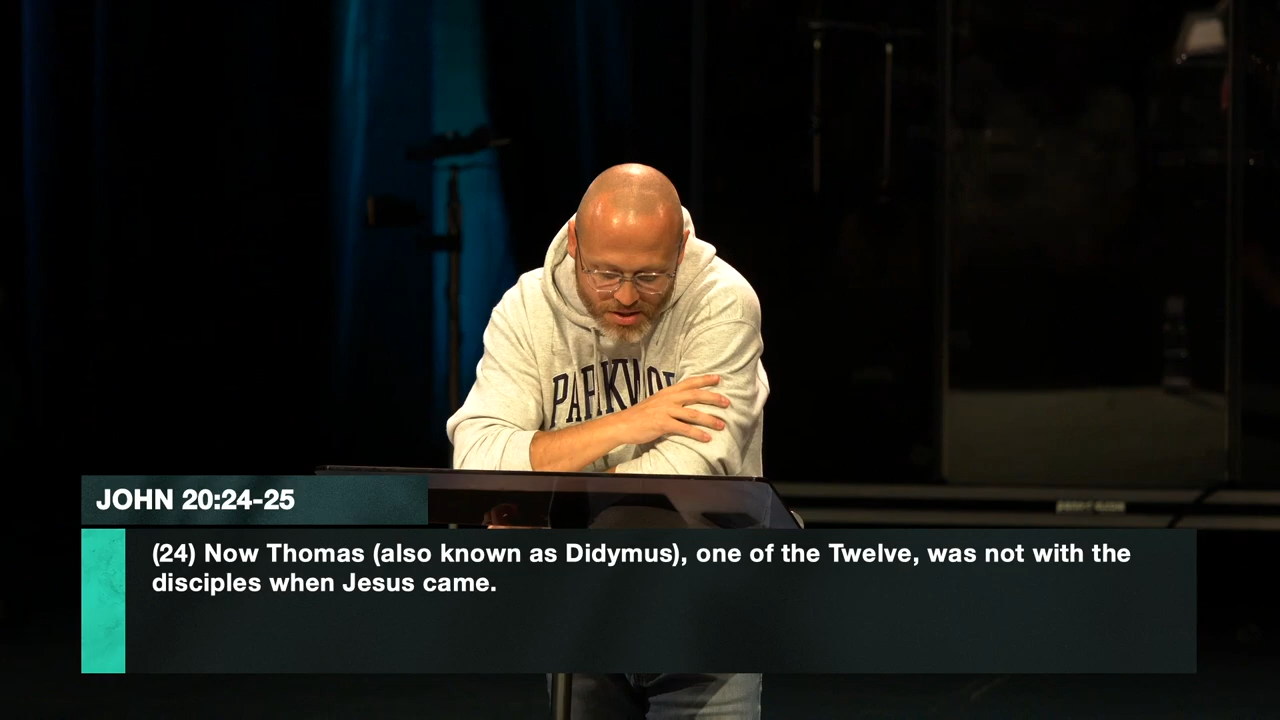 PARKWOO
JOHN 20:24-25
(24) Now Thomas (also known as Didymus), one of the Twelve, was not with the
disciples when Jesus came.